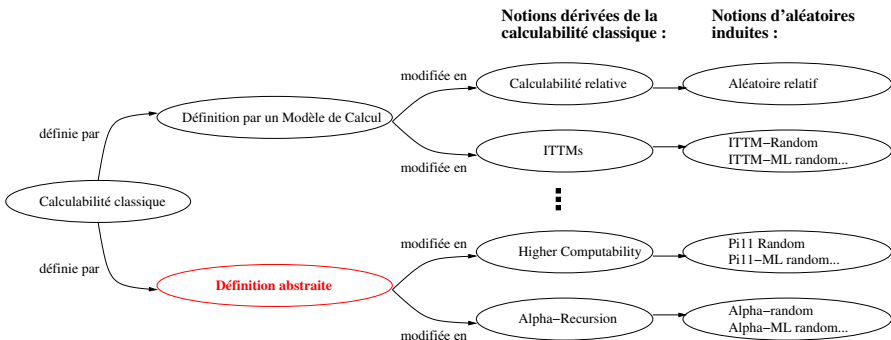 Notions dérivées de la
calculabilité classique :
Notions d'aléatoires
induites :
modifiée en
Calculabilité relative
Aléatoire relatif
définie par
Définition par un Modèle de Calcul
modifiée en
ITTMs
ITTM−Random
ITTM−ML random...
Calculabilité classique
définie par
Définition abstraite
modifiée en
Higher Computability
Pi11 Random
Pi11−ML random...
modifiée en
Alpha−Recursion
Alpha−random
Alpha−ML random...